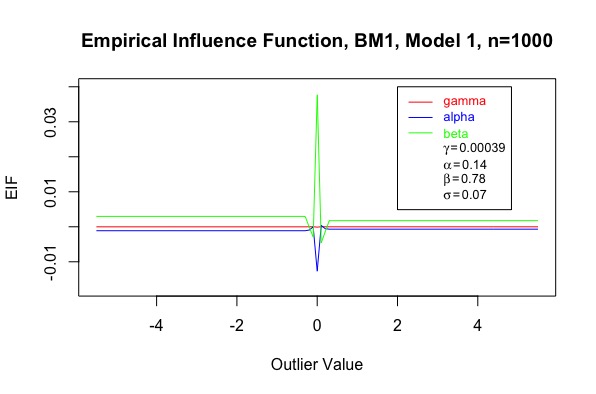 Empirical Influence Function, BM1, Model 1, n=1000
EIF
0.03
0.01
-0.01
gamma
alpha
beta
γ=0.00039
α=0.14
β=0.78
σ=0.07
-4 -2 0 2 4
Outlier Value